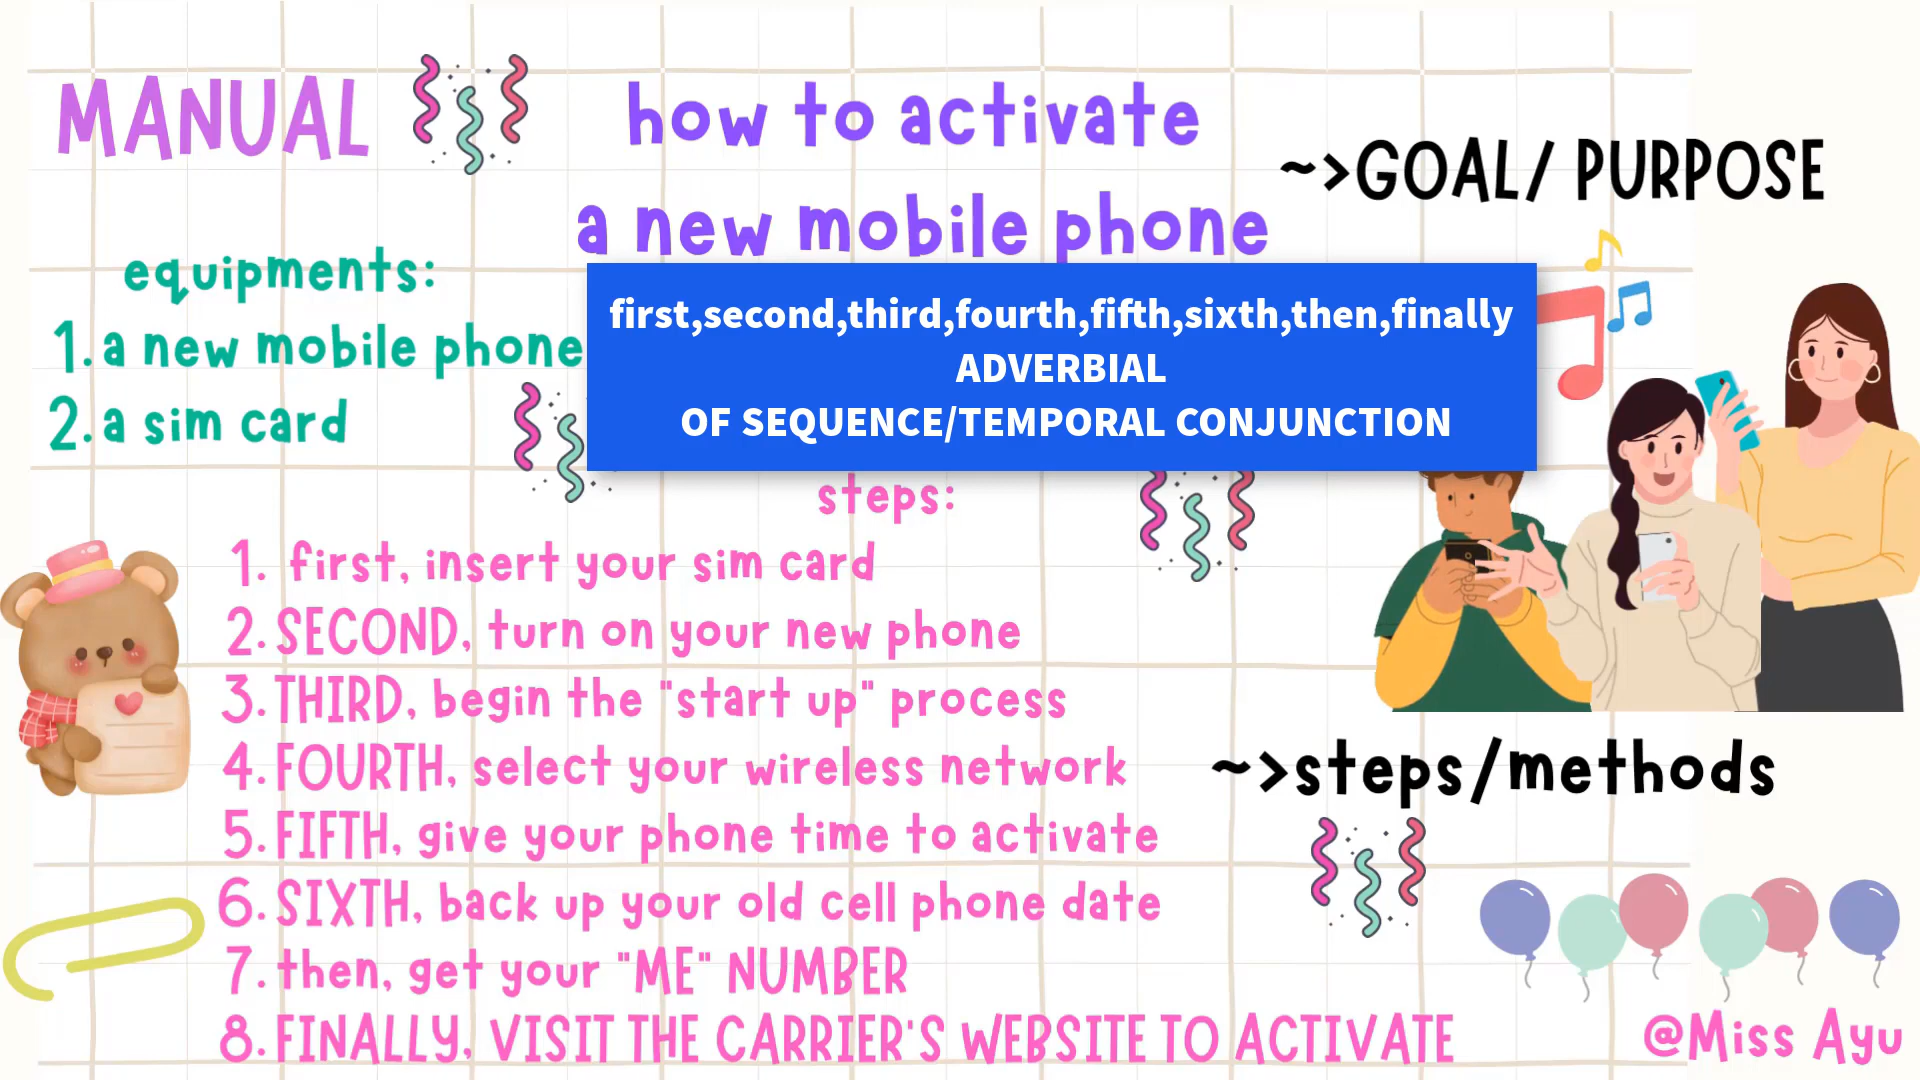 MANUAL
how to activate
a new mobile phone
~>GOAL/ PURPOSE
equipments:
1. a new mobile phone
2. a sim card
first,second,third,fourth,fifth,sixth,then,finally
ADVERBIAL
OF SEQUENCE/TEMPORAL CONJUNCTION
steps:
1. first, insert your sim card
2. SECOND, turn on your new phone
3. THIRD, begin the "start up" process
4. FOURTH, select your wireless network
5. FIFTH, give your phone time to activate
6. SIXTH, back up your old cell phone date
7. then, get your "ME" NUMBER
8. FINALLY, VISIT THE CARRIER'S WEBSITE TO ACTIVATE
~>steps/methods
@Miss Ayu